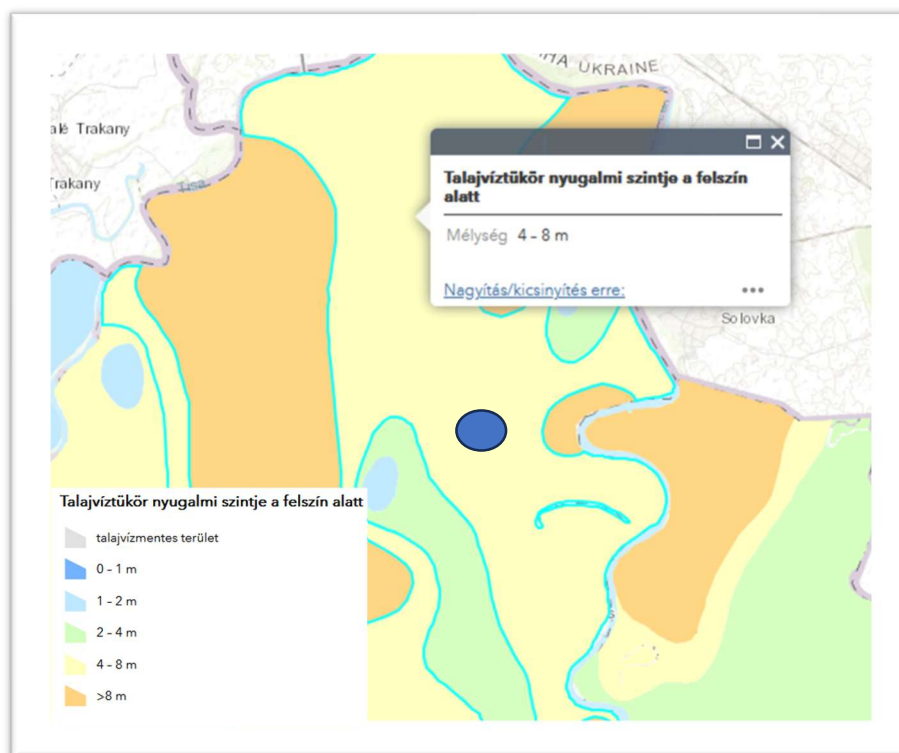 UKRAINE
alé Trakany
Trakany
Tisa
Talajvíztükör nyugalmi szintje a felszín
alatt
Mélység 4 - 8 m
Nagyítás/kicsinyítés erre:
Solovka
Talajvíztükör nyugalmi szintje a felszín alatt
talajvízmentes terület
0 - 1 m
1 - 2 m
2 - 4 m
4 - 8 m
>8 m